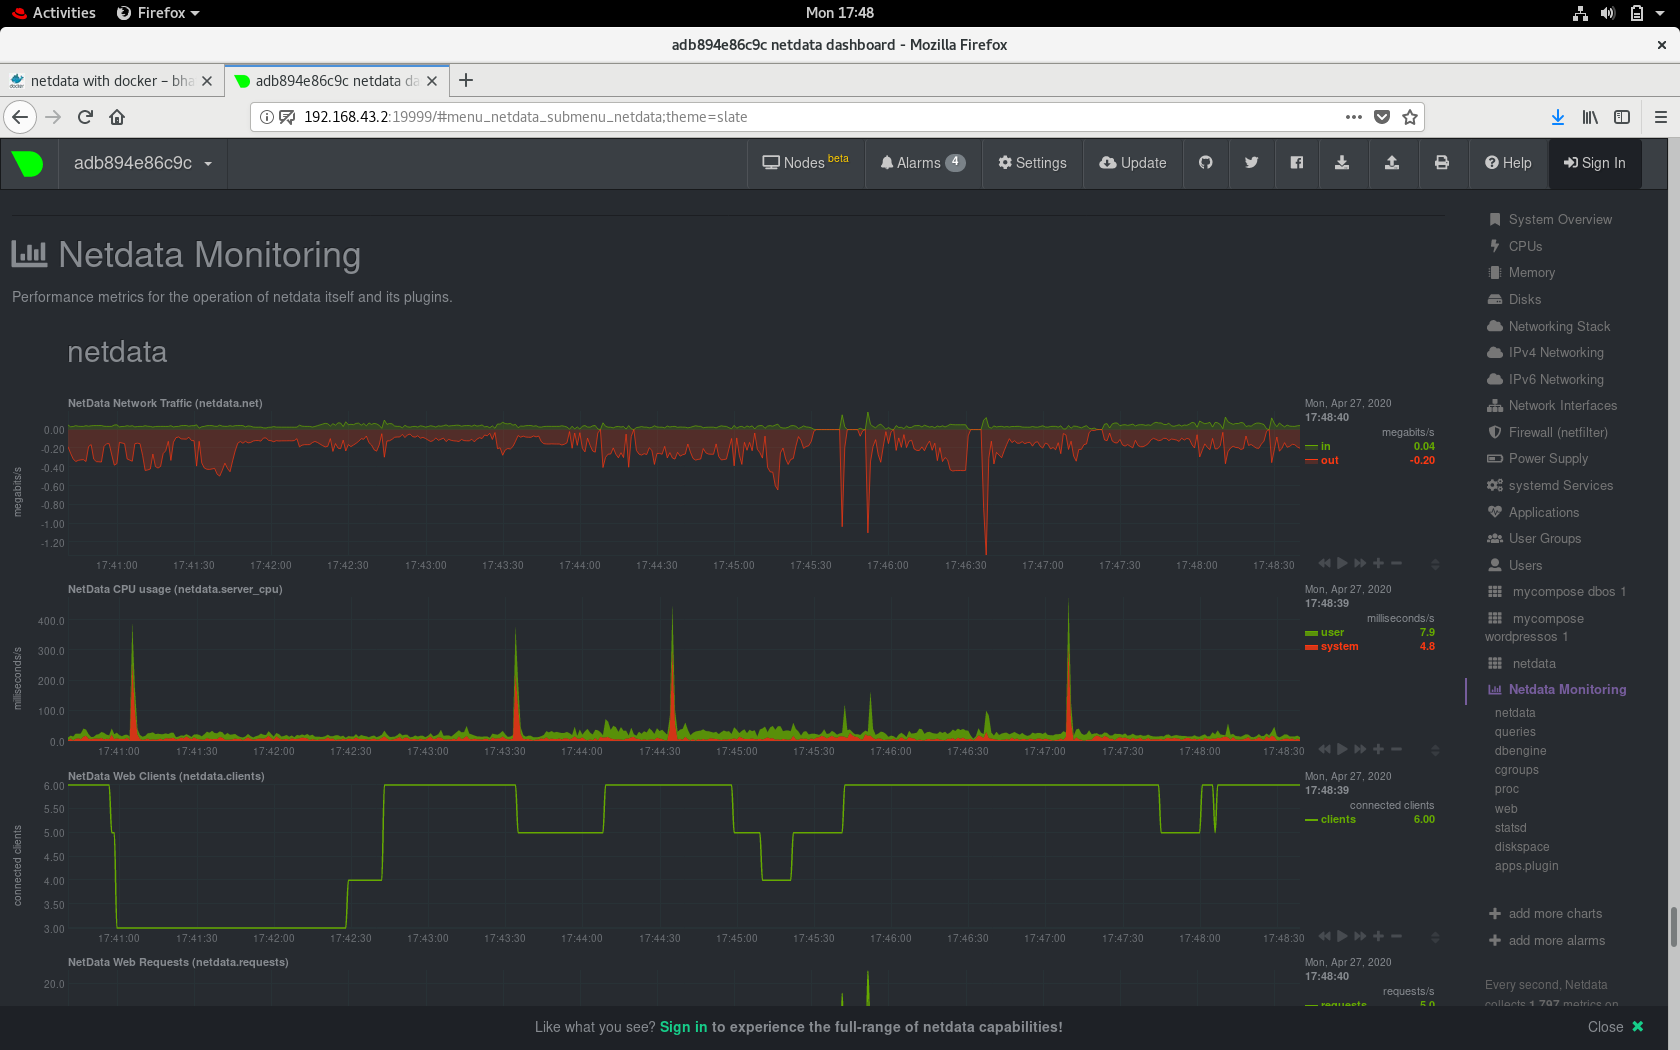 Activities Firefox Mon 17:48
adb894e86c9c netdata dashboard - Mozilla Firefox
netdata with docker – bha adb894e86c9c netdata da
192.168.43.2:19999/#menu_netdata_submenu_netdata;theme=slate
adb894e86c9c Nodes beta Alarms 4 Settings Update Help Sign In
Netdata Monitoring
Performance metrics for the operation of netdata itself and its plugins.
netdata
NetData Network Traffic (netdata.net)
Mon, Apr 27, 2020
17:48:40
megabits/s
in 0.04
out -0.20
megabits/s
0.00
-0.20
-0.40
-0.60
-0.80
-1.00
-1.20
17:41:00 17:41:30 17:42:00 17:42:30 17:43:00 17:43:30 17:44:00 17:44:30 17:45:00 17:45:30 17:46:00 17:46:30 17:47:00 17:47:30 17:48:00 17:48:30
NetData CPU usage (netdata.server_cpu)
Mon, Apr 27, 2020
17:48:39
milliseconds/s
user 7.9
system 4.8
milliseconds/s
400.0
300.0
200.0
100.0
0.0
17:41:00 17:41:30 17:42:00 17:42:30 17:43:00 17:43:30 17:44:00 17:44:30 17:45:00 17:45:30 17:46:00 17:46:30 17:47:00 17:47:30 17:48:00 17:48:30
NetData Web Clients (netdata.clients)
Mon, Apr 27, 2020
17:48:39
connected clients
clients 6.00
connected clients
6.00
5.50
5.00
4.50
4.00
3.50
3.00
17:41:00 17:41:30 17:42:00 17:42:30 17:43:00 17:43:30 17:44:00 17:44:30 17:45:00 17:45:30 17:46:00 17:46:30 17:47:00 17:47:30 17:48:00 17:48:30
NetData Web Requests (netdata.requests)
Mon, Apr 27, 2020
17:48:40
requests/s
requests 5.0
20.0
System Overview
CPUs
Memory
Disks
Networking Stack
IPv4 Networking
IPv6 Networking
Network Interfaces
Firewall (netfilter)
Power Supply
systemd Services
Applications
User Groups
Users
mycompose dbos 1
mycompose
wordpressos 1
netdata
Netdata Monitoring
netdata
queries
dbengine
cgroups
proc
web
statsd
diskspace
apps.plugin
add more charts
add more alarms
Every second, Netdata
collects 1,797 metrics on
Like what you see? Sign in to experience the full-range of netdata capabilities!
Close